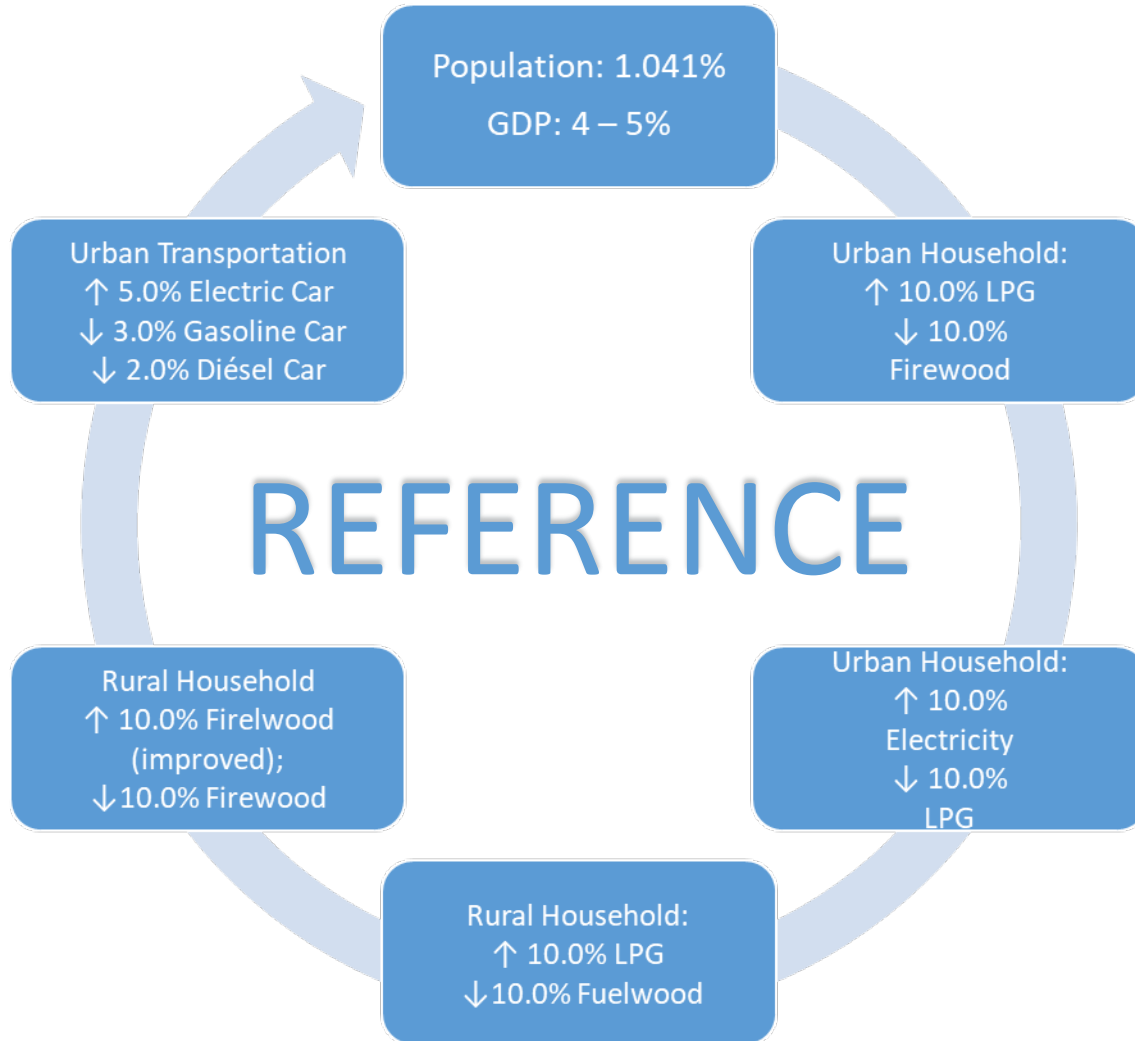 Population: 1.041%
GDP: 4 – 5%
Urban Household:
↑ 10.0% LPG
↓ 10.0%
Firewood
Urban Household:
↑ 10.0%
Electricity
↓ 10.0%
LPG
Rural Household:
↑ 10.0% LPG
↓10.0% Fuelwood
Rural Household
↑ 10.0% Firelwood
(improved);
↓10.0% Firewood
Urban Transportation
↑ 5.0% Electric Car
↓ 3.0% Gasoline Car
↓ 2.0% Diésel Car
REFERENCE